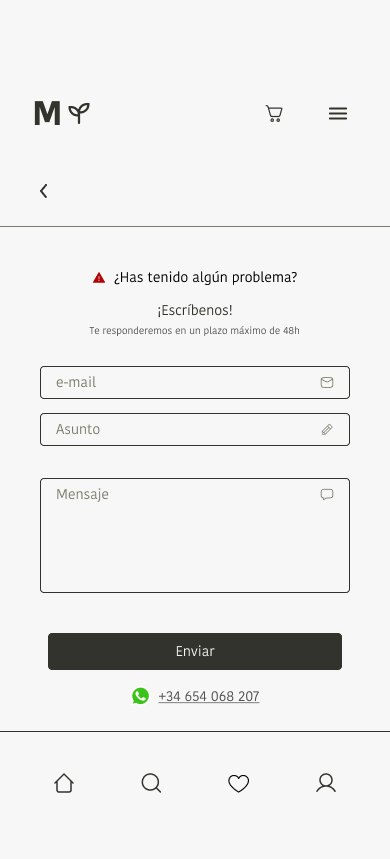 M
¿Has tenido algún problema?
¡Escríbenos!
Te responderemos en un plazo máximo de 48h
e-mail
Asunto
Mensaje
Enviar
+34 654 068 207